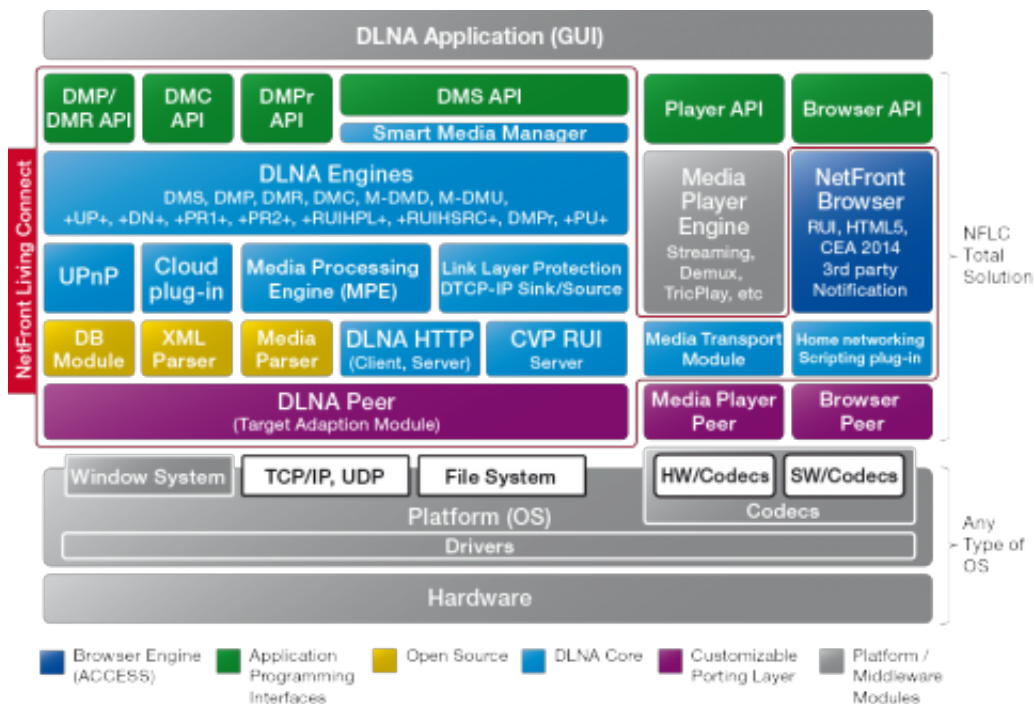 DLNA Application (GUI)
DMP/
DMR API
DMC
API
DMPr
API
DMS API
Smart Media Manager
Player API
Browser API
NetFront Living Connect
DLNA Engines
DMS, DMP, DMR, DMC, M-DMD, M-DMU,
+UP+, +DN+, +PR1+, +PR2+, +RUIHPL+, +RUIHSRC+, DMPr, +PU+
Media
Player
Engine
Streaming,
Demux,
TricPlay, etc
NetFront
Browser
RUI, HTML5,
CEA 2014
3rd party
Notification
NFLC
Total
Solution
UPnP
Cloud
plug-in
Media Processing
Engine (MPE)
Link Layer Protection
DTCP-IP Sink/Source
DB
Module
XML
Parser
Media
Parser
DLNA HTTP
(Client, Server)
CVP RUI
Server
Media Transport
Module
Home networking
Scripting plug-in
DLNA Peer
(Target Adaption Module)
Media Player
Peer
Browser
Peer
Window System
TCP/IP, UDP
File System
HW/Codecs
SW/Codecs
Codecs
Platform (OS)
Drivers
Any
Type of
OS
Hardware
Browser Engine
(ACCESS)
Application
Programming
Interfaces
Open Source
DLNA Core
Customizable
Porting Layer
Platform /
Middleware
Modules